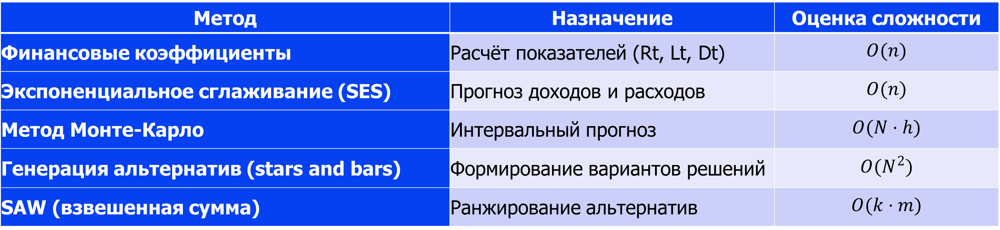 Метод Назначение Оценка сложности
Финансовые коэффициенты Расчёт показателей (Rt, Lt, Dt) O(n)
Экспоненциальное сглаживание (SES) Прогноз доходов и расходов O(n)
Метод Монте-Карло Интервальный прогноз O(N · h)
Генерация альтернатив (stars and bars) Формирование вариантов решений O(N²)
SAW (взвешенная сумма) Ранжирование альтернатив O(k · m)